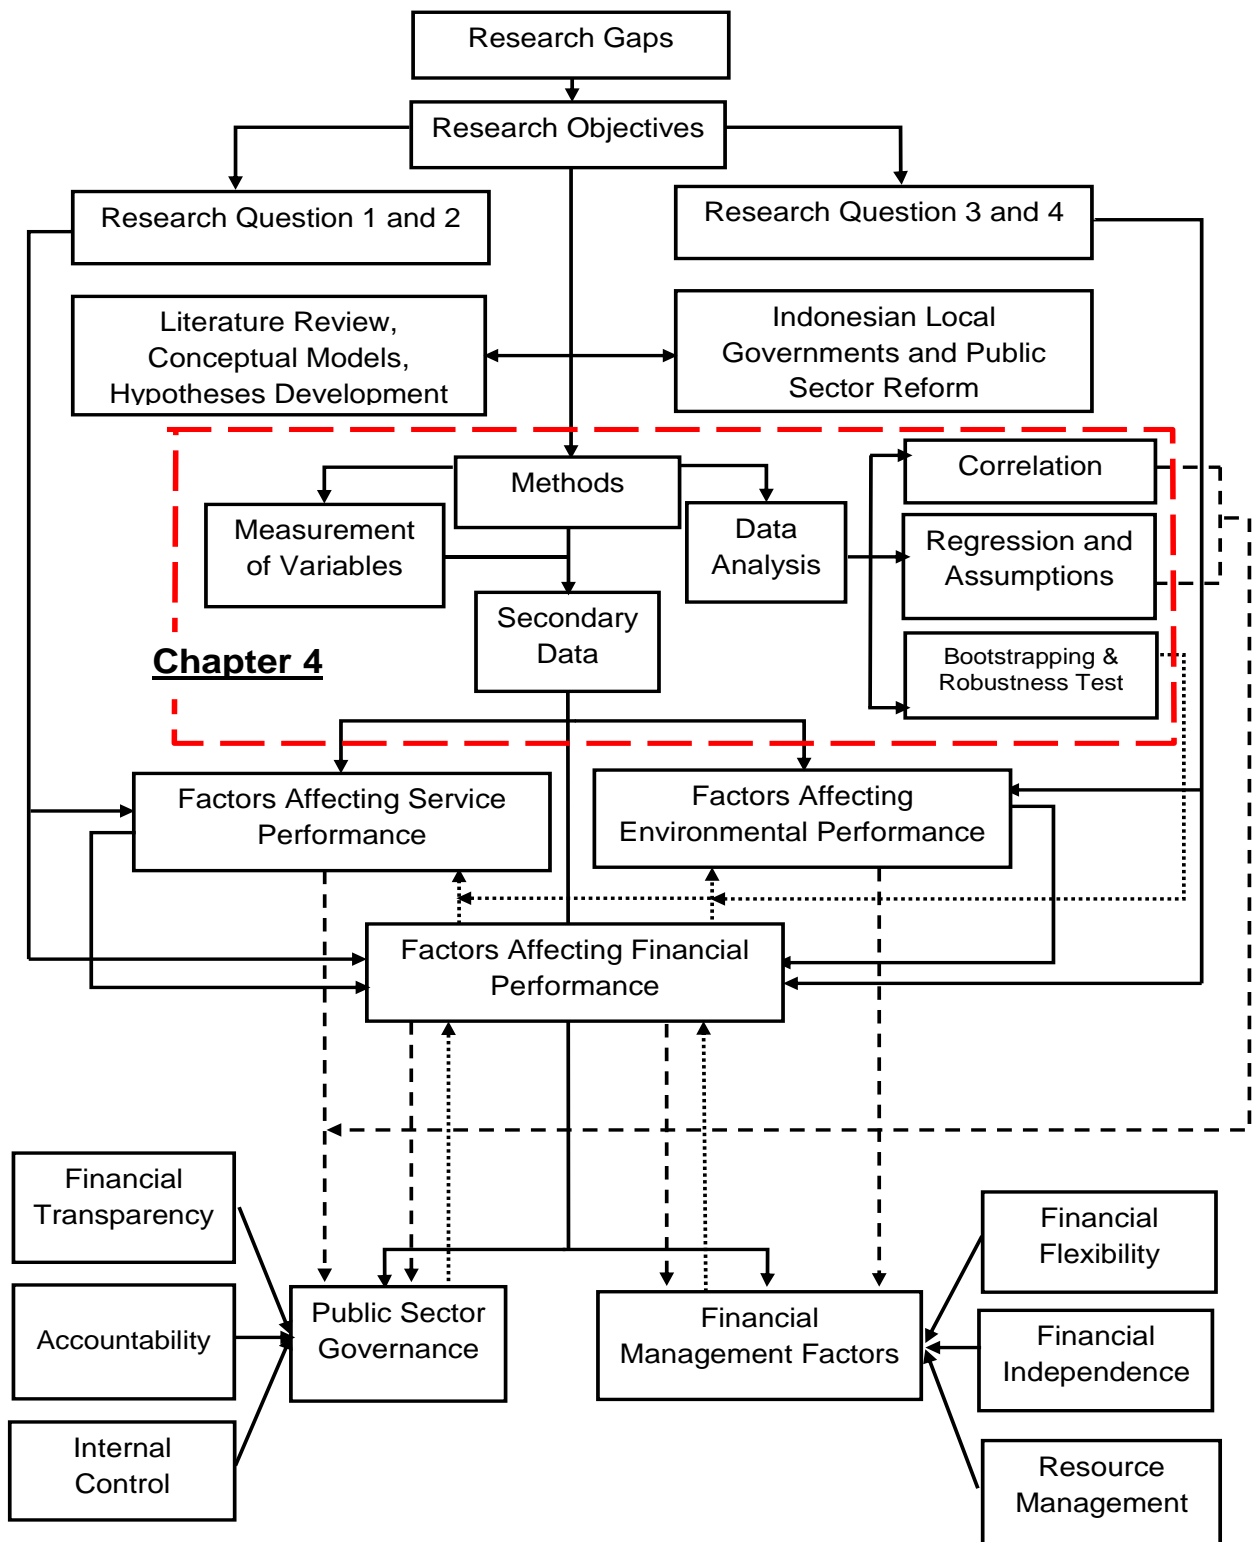 Research Gaps
Research Objectives
Research Question 1 and 2
Research Question 3 and 4
Literature Review,
Conceptual Models,
Hypotheses Development
Indonesian Local
Governments and Public
Sector Reform
Methods
Measurement
of Variables
Data
Analysis
Correlation
Regression and
Assumptions
Bootstrapping &
Robustness Test
Secondary
Data
Chapter 4
Factors Affecting Service
Performance
Factors Affecting
Environmental Performance
Factors Affecting Financial
Performance
Financial
Transparency
Accountability
Internal
Control
Public Sector
Governance
Financial
Management Factors
Financial
Flexibility
Financial
Independence
Resource
Management